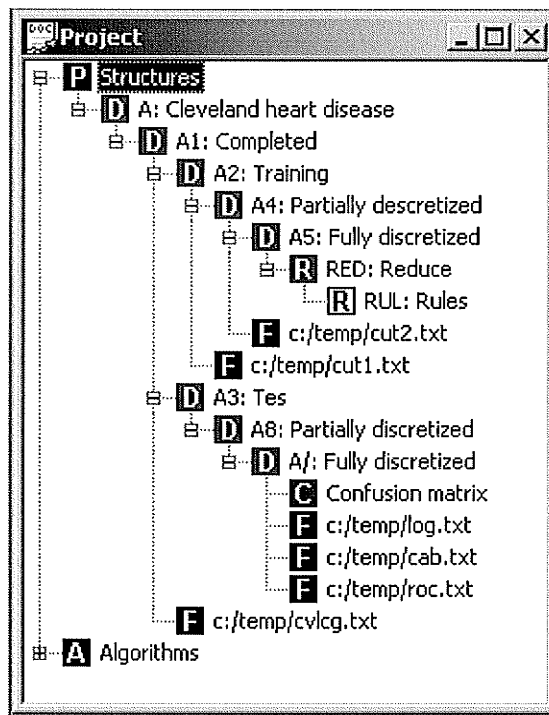 Project
P Structures
D A: Cleveland heart disease
D A1: Completed
D A2: Training
D A4: Partially descretized
D A5: Fully discretized
R RED: Reduce
R RUL: Rules
F c:/temp/cut2.txt
F c:/temp/cut1.txt
D A3: Tes
D A8: Partially discretized
D A/: Fully discretized
C Confusion matrix
F c:/temp/log.txt
F c:/temp/cab.txt
F c:/temp/roc.txt
F c:/temp/cvlcg.txt
A Algorithms